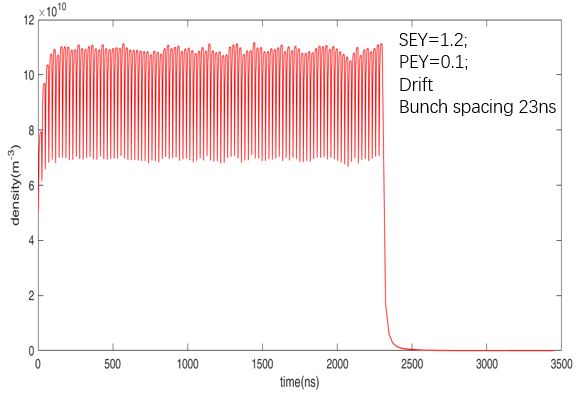 12 ×10^10
SEY=1.2;
PEY=0.1;
Drift
Bunch spacing 23ns
10
8
6
4
2
0
density(m^-3)
0 500 1000 1500 2000 2500 3000 3500
time(ns)